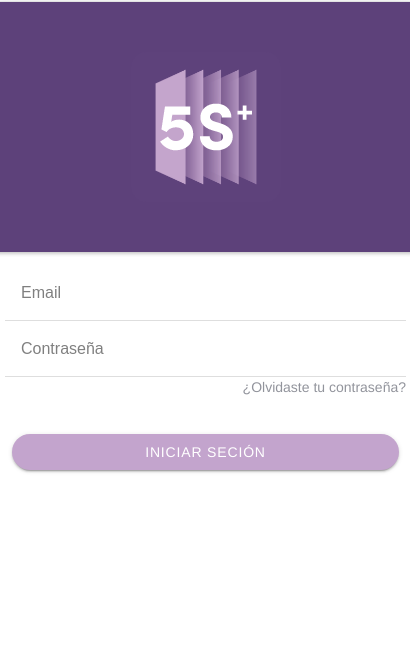 5S+
Email
Contraseña
¿Olvidaste tu contraseña?
INICIAR SECIÓN